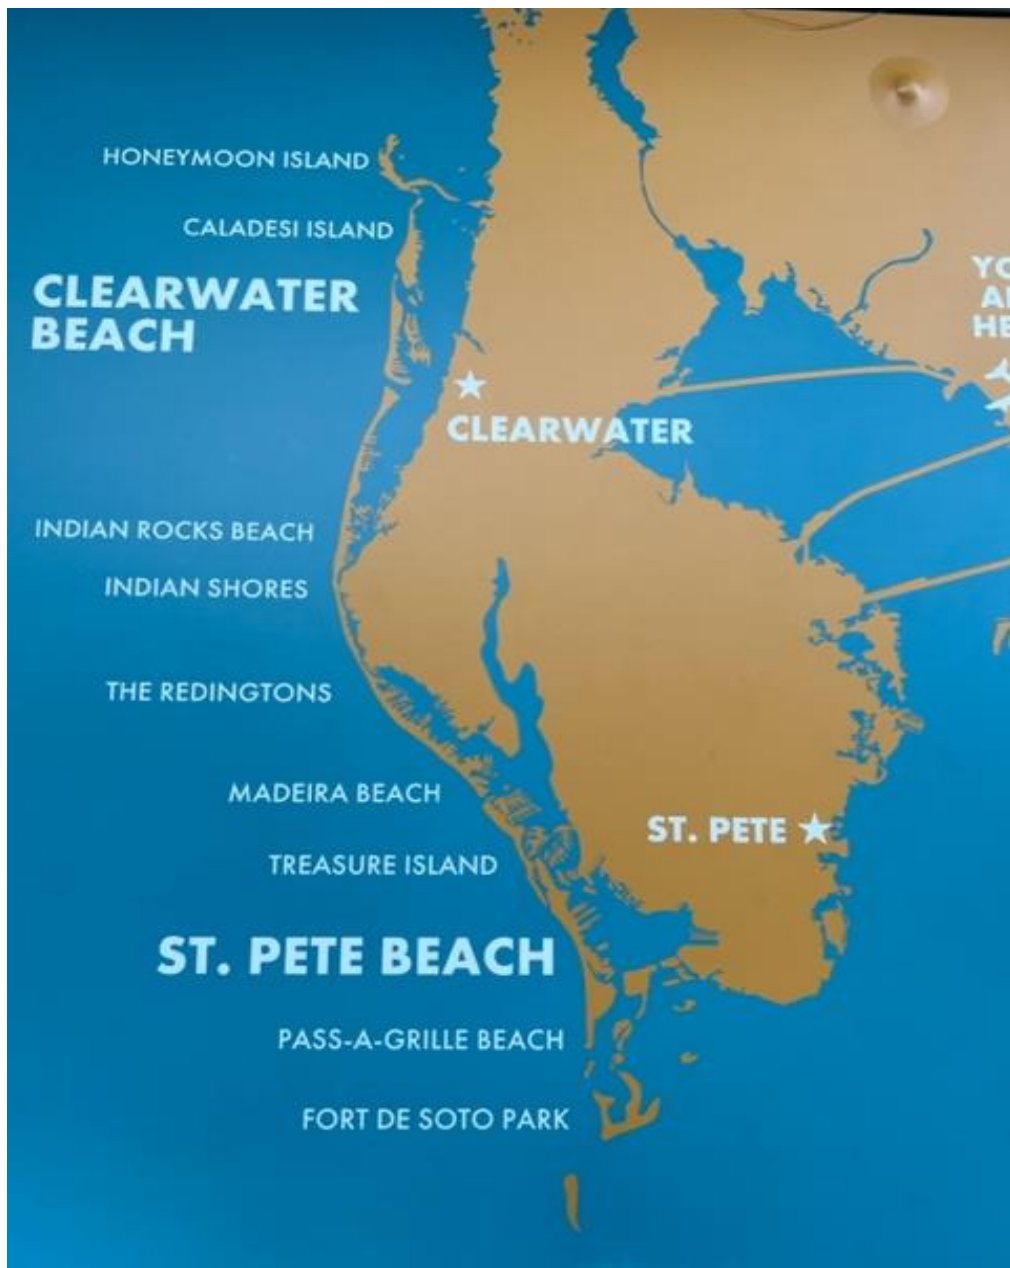 HONEYMOON ISLAND
CALADESI ISLAND
CLEARWATER
BEACH
CLEARWATER
INDIAN ROCKS BEACH
INDIAN SHORES
THE REDINGTONS
MADEIRA BEACH
ST. PETE
TREASURE ISLAND
ST. PETE BEACH
PASS-A-GRILLE BEACH
FORT DE SOTO PARK